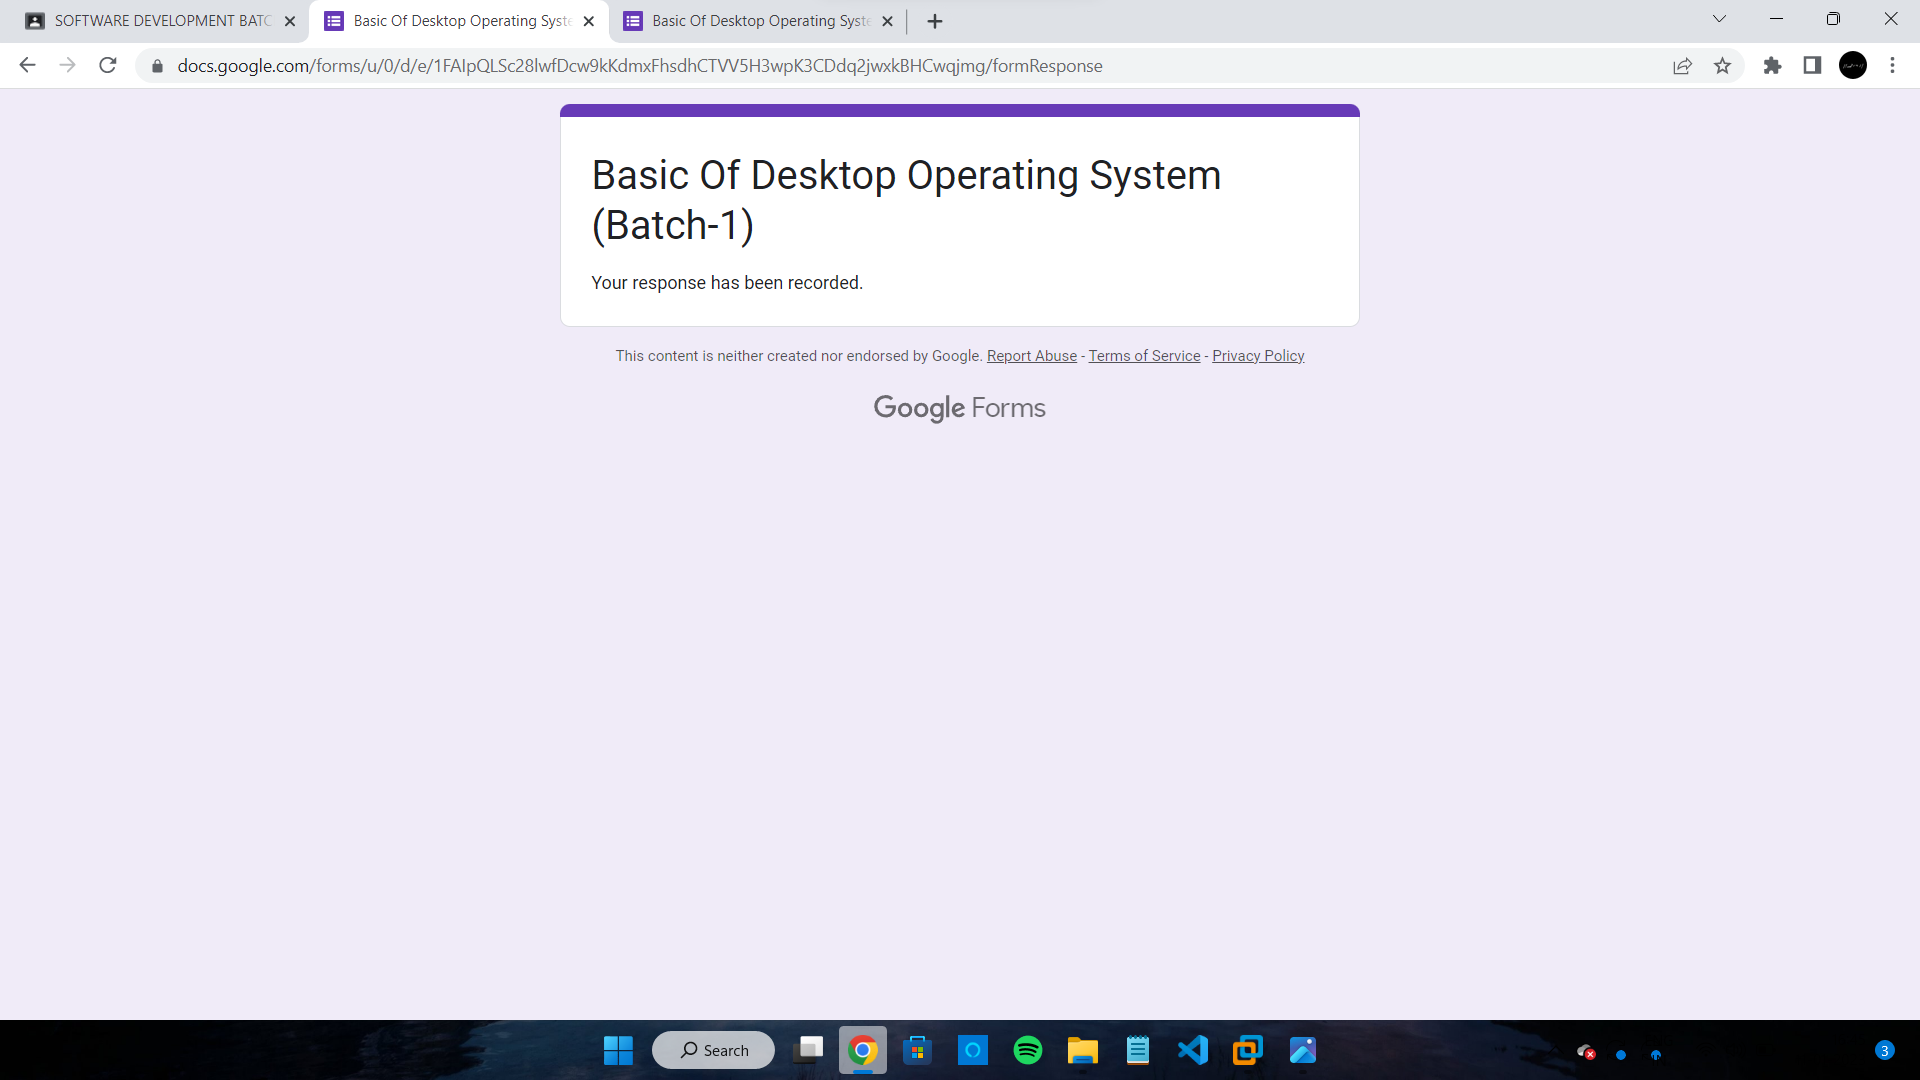 SOFTWARE DEVELOPMENT BATC
Basic Of Desktop Operating Syste
Basic Of Desktop Operating Syste
docs.google.com/forms/u/0/d/e/1FAIpQLSc28lwfDcw9kKdmxFhsdhCTVV5H3wpK3CDdq2jwxkBHCwqjmg/formResponse
Basic Of Desktop Operating System
(Batch-1)
Your response has been recorded.
This content is neither created nor endorsed by Google. Report Abuse - Terms of Service - Privacy Policy
Google Forms
Search
3